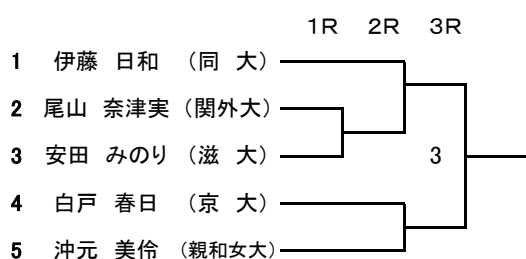 1R 2R 3R
1 伊藤 日和 (同 大)
2 尾山 奈津実 (関外大)
3 安田 みのり (滋 大) 3
4 白戸 春日 (京 大)
5 沖元 美伶 (親和女大)